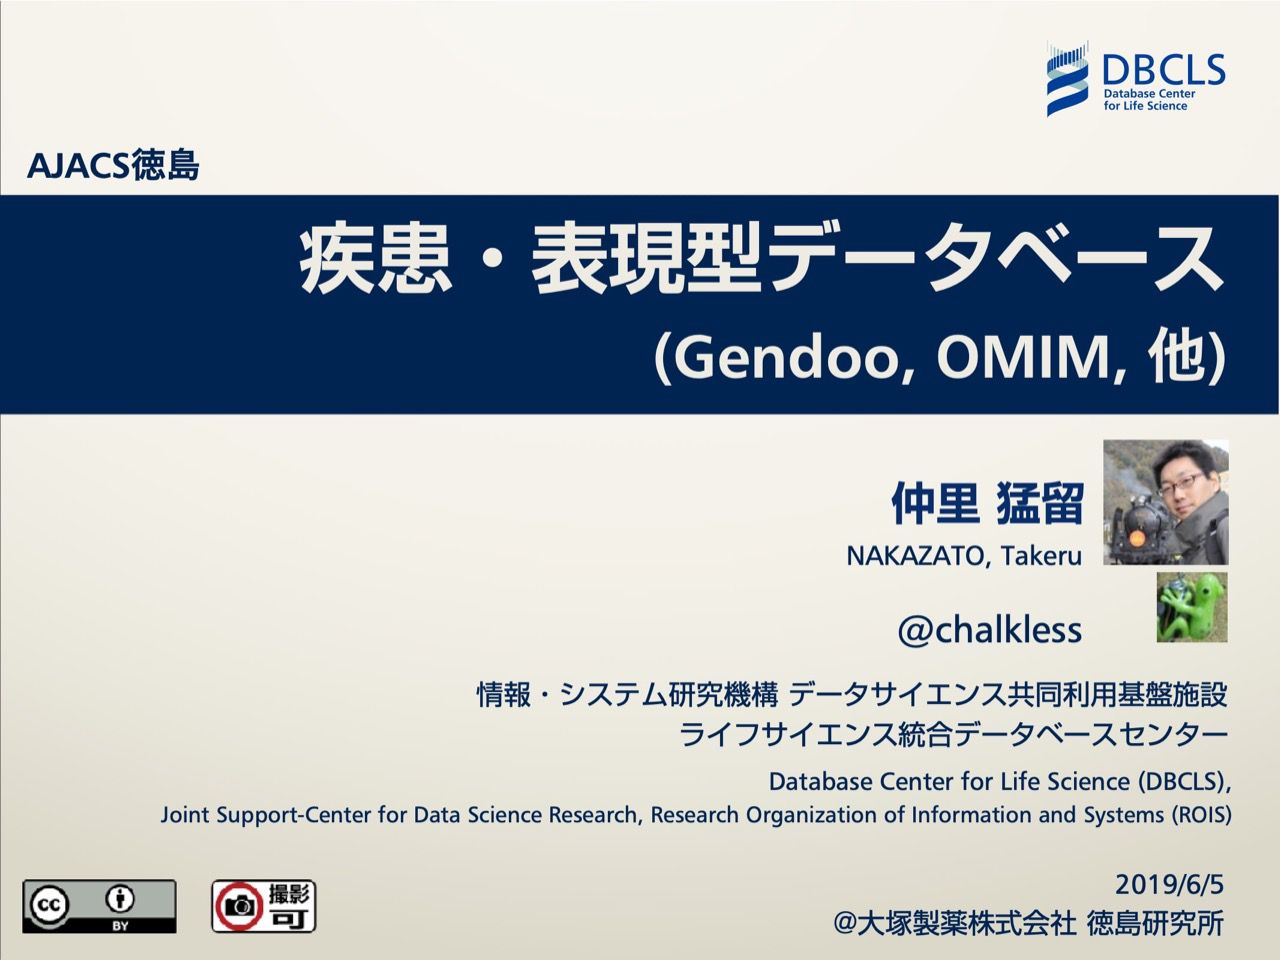 DBCLS
Database Center
for Life Science
AJACS徳島
疾患・表現型データベース
(Gendoo, OMIM, 他)
仲里 猛留
NAKAZATO, Takeru
@chalkless
情報・システム研究機構 データサイエンス共同利用基盤施設
ライフサイエンス統合データベースセンター
Database Center for Life Science (DBCLS),
Joint Support-Center for Data Science Research, Research Organization of Information and Systems (ROIS)
cc
BY
撮影
可
2019/6/5
@大塚製薬株式会社 徳島研究所